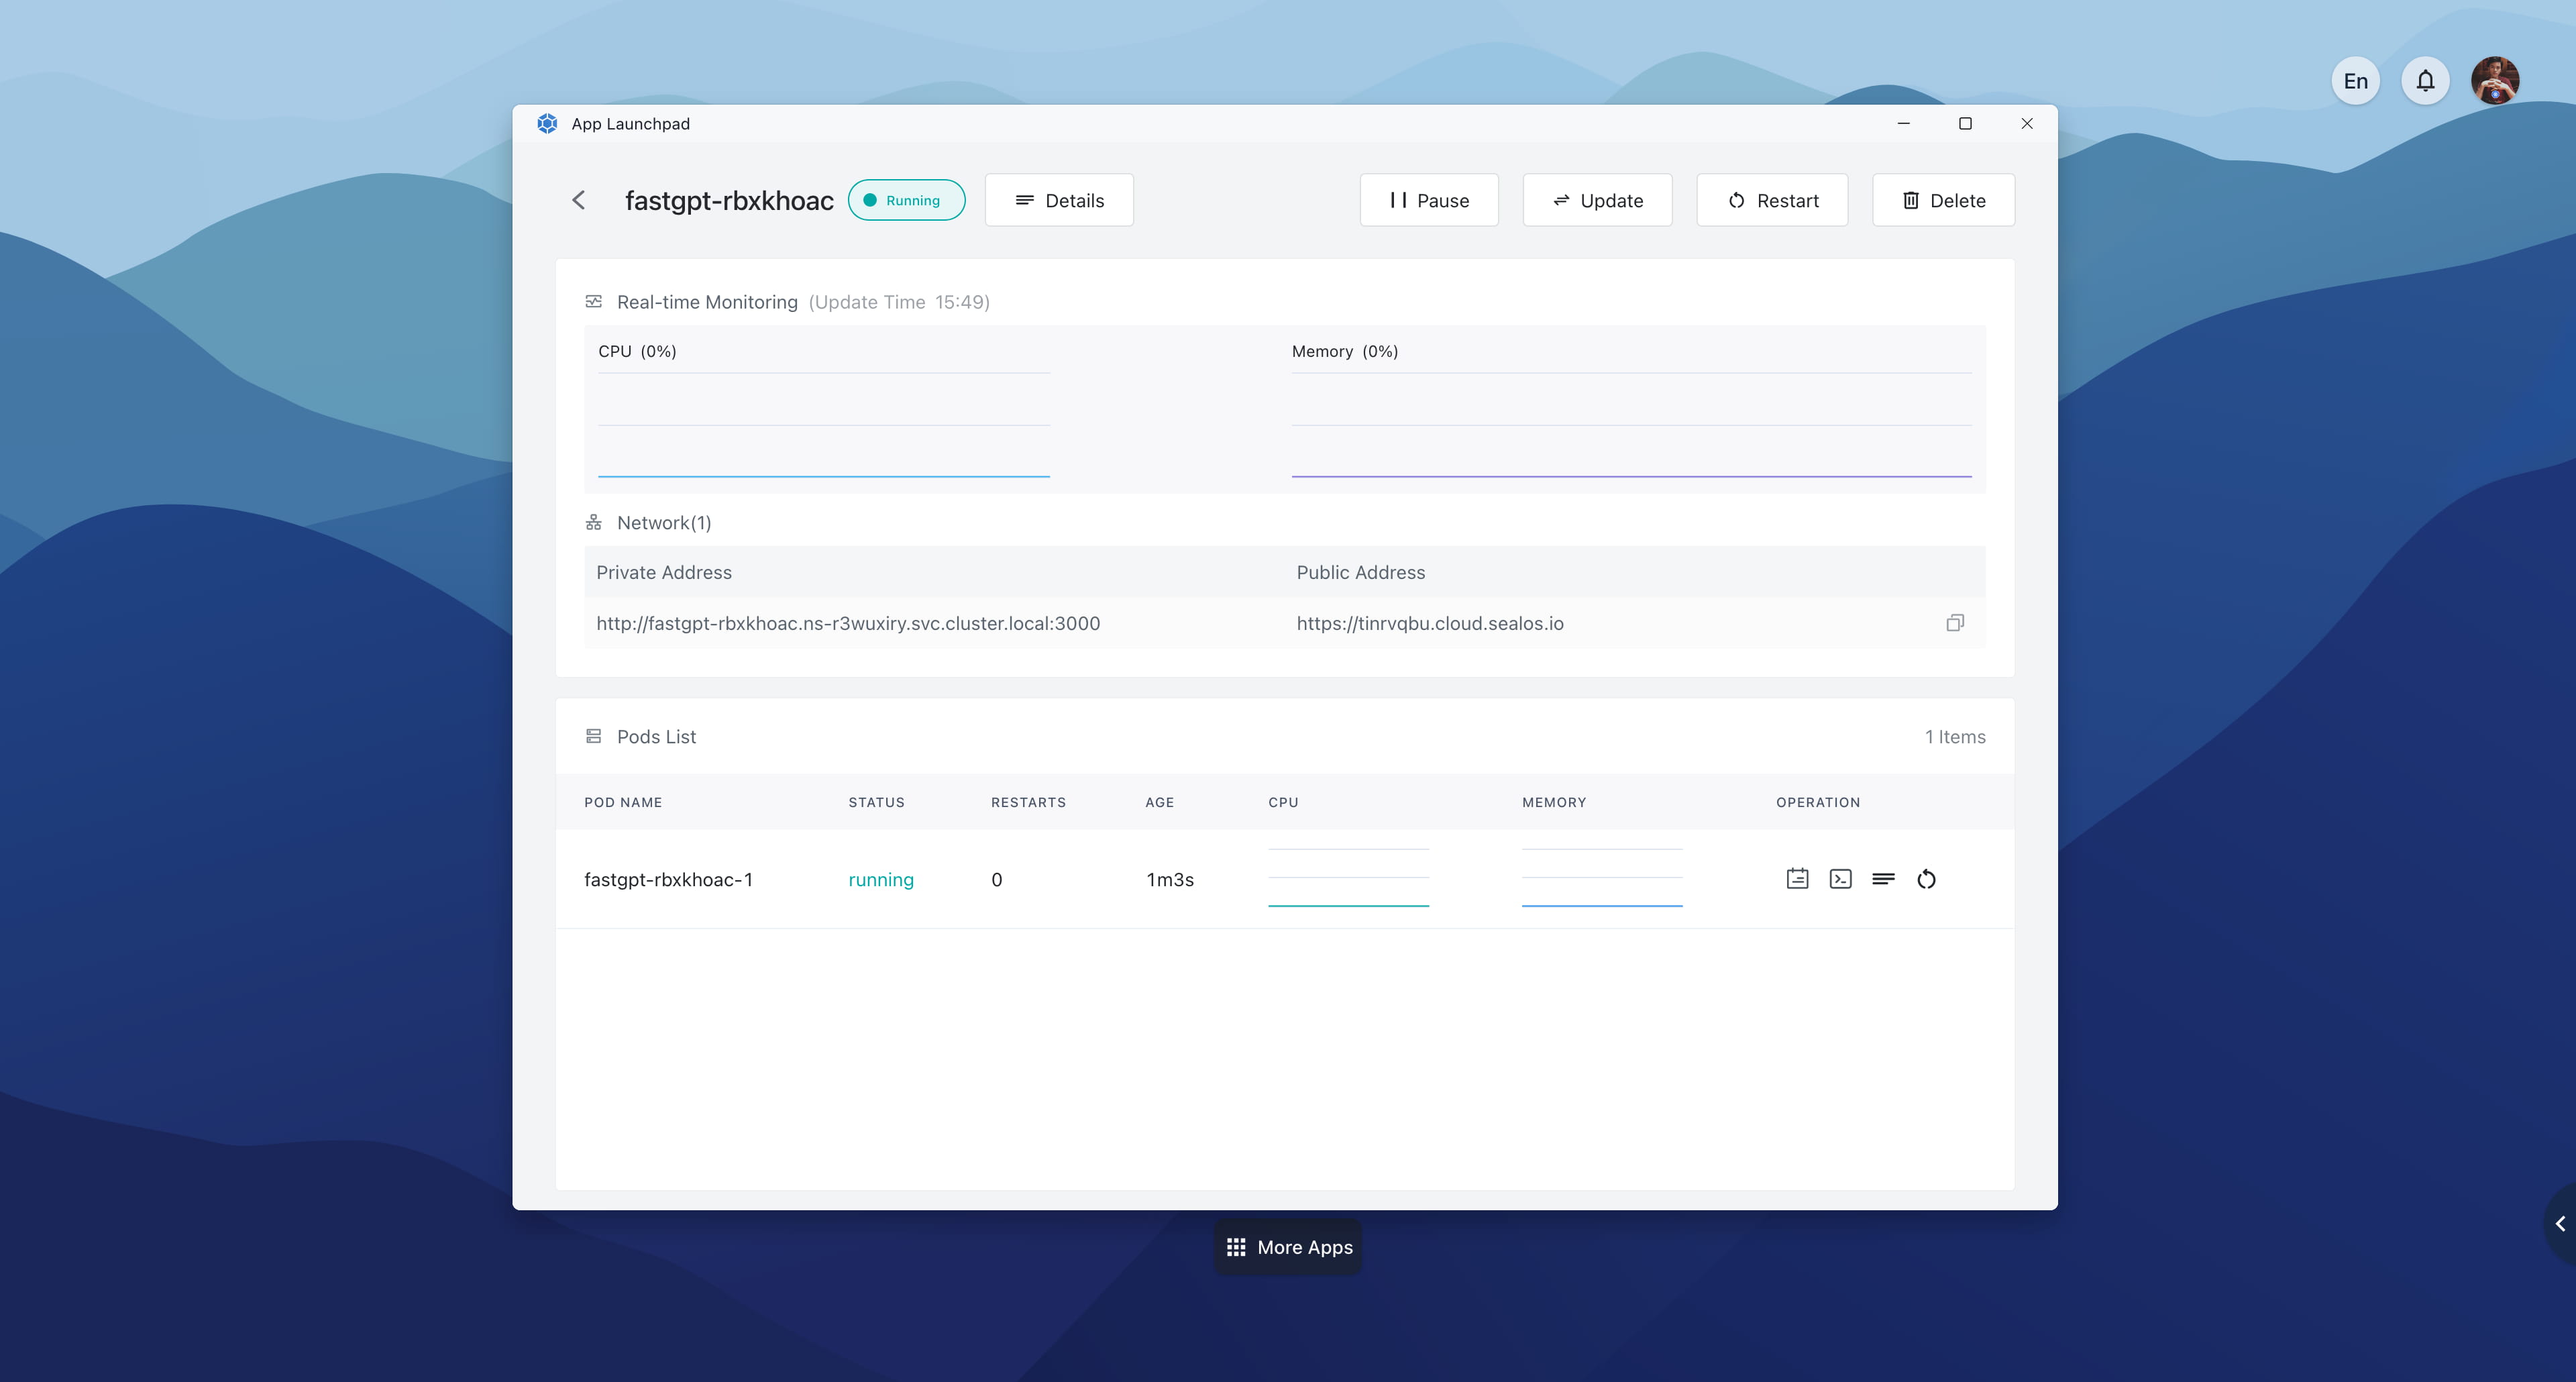 En
App Launchpad
fastgpt-rbxkhoac
Running
Details
Pause
Update
Restart
Delete
Real-time Monitoring (Update Time 15:49)
CPU (0%)
Memory (0%)
Network(1)
Private Address
Public Address
http://fastgpt-rbxkhoac.ns-r3wuxiry.svc.cluster.local:3000
https://tinrvqbu.cloud.sealos.io
Pods List
1 Items
POD NAME STATUS RESTARTS AGE CPU MEMORY OPERATION
fastgpt-rbxkhoac-1 running 0 1m3s
More Apps